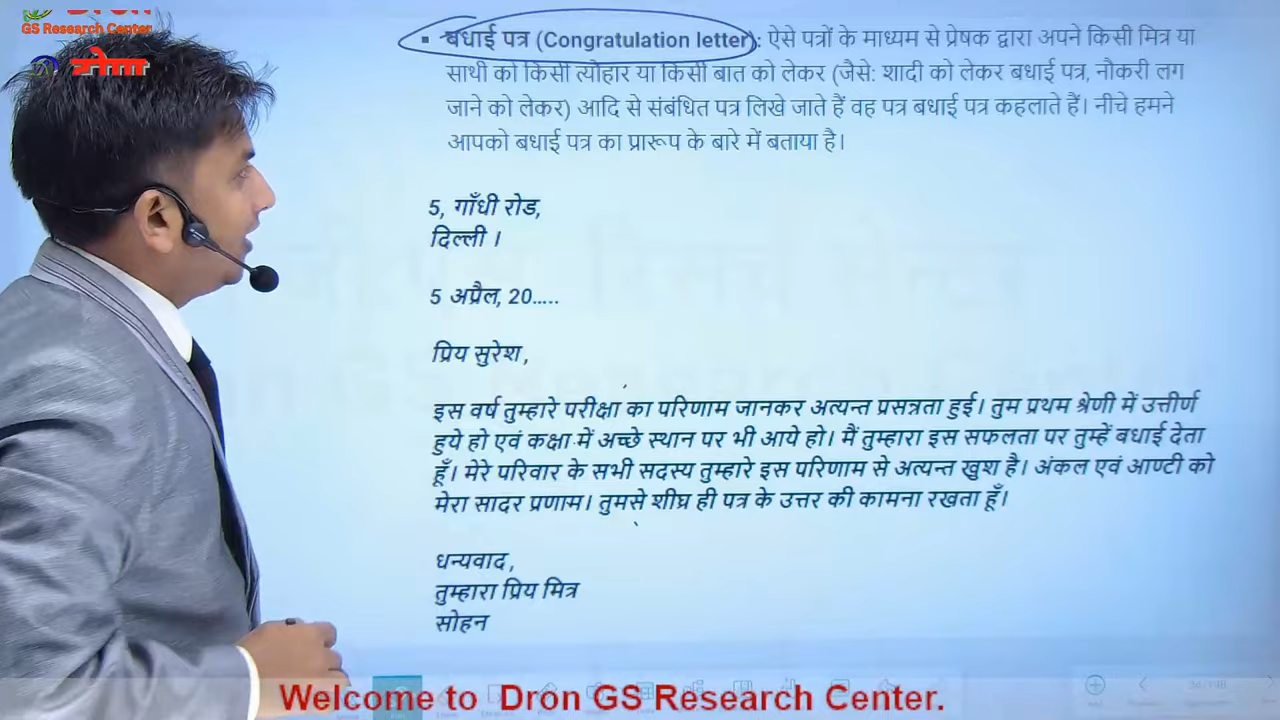 Dron
GS Research Center
द्रोण
▪ बधाई पत्र (Congratulation letter): ऐसे पत्रों के माध्यम से प्रेषक द्वारा अपने किसी मित्र या
साथी को किसी त्यौहार या किसी बात को लेकर (जैसे: शादी को लेकर बधाई पत्र, नौकरी लग
जाने को लेकर) आदि से संबंधित पत्र लिखे जाते हैं वह पत्र बधाई पत्र कहलाते हैं। नीचे हमने
आपको बधाई पत्र का प्रारूप के बारे में बताया है।
5, गाँधी रोड,
दिल्ली ।
5 अप्रैल, 20.....
प्रिय सुरेश,
इस वर्ष तुम्हारे परीक्षा का परिणाम जानकर अत्यन्त प्रसन्नता हुई। तुम प्रथम श्रेणी में उत्तीर्ण
हुये हो एवं कक्षा में अच्छे स्थान पर भी आये हो। मैं तुम्हारा इस सफलता पर तुम्हें बधाई देता
हूँ। मेरे परिवार के सभी सदस्य तुम्हारे इस परिणाम से अत्यन्त खुश है। अंकल एवं आण्टी को
मेरा सादर प्रणाम। तुमसे शीघ्र ही पत्र के उत्तर की कामना रखता हूँ।
धन्यवाद,
तुम्हारा प्रिय मित्र
सोहन
Welcome to Dron GS Research Center.